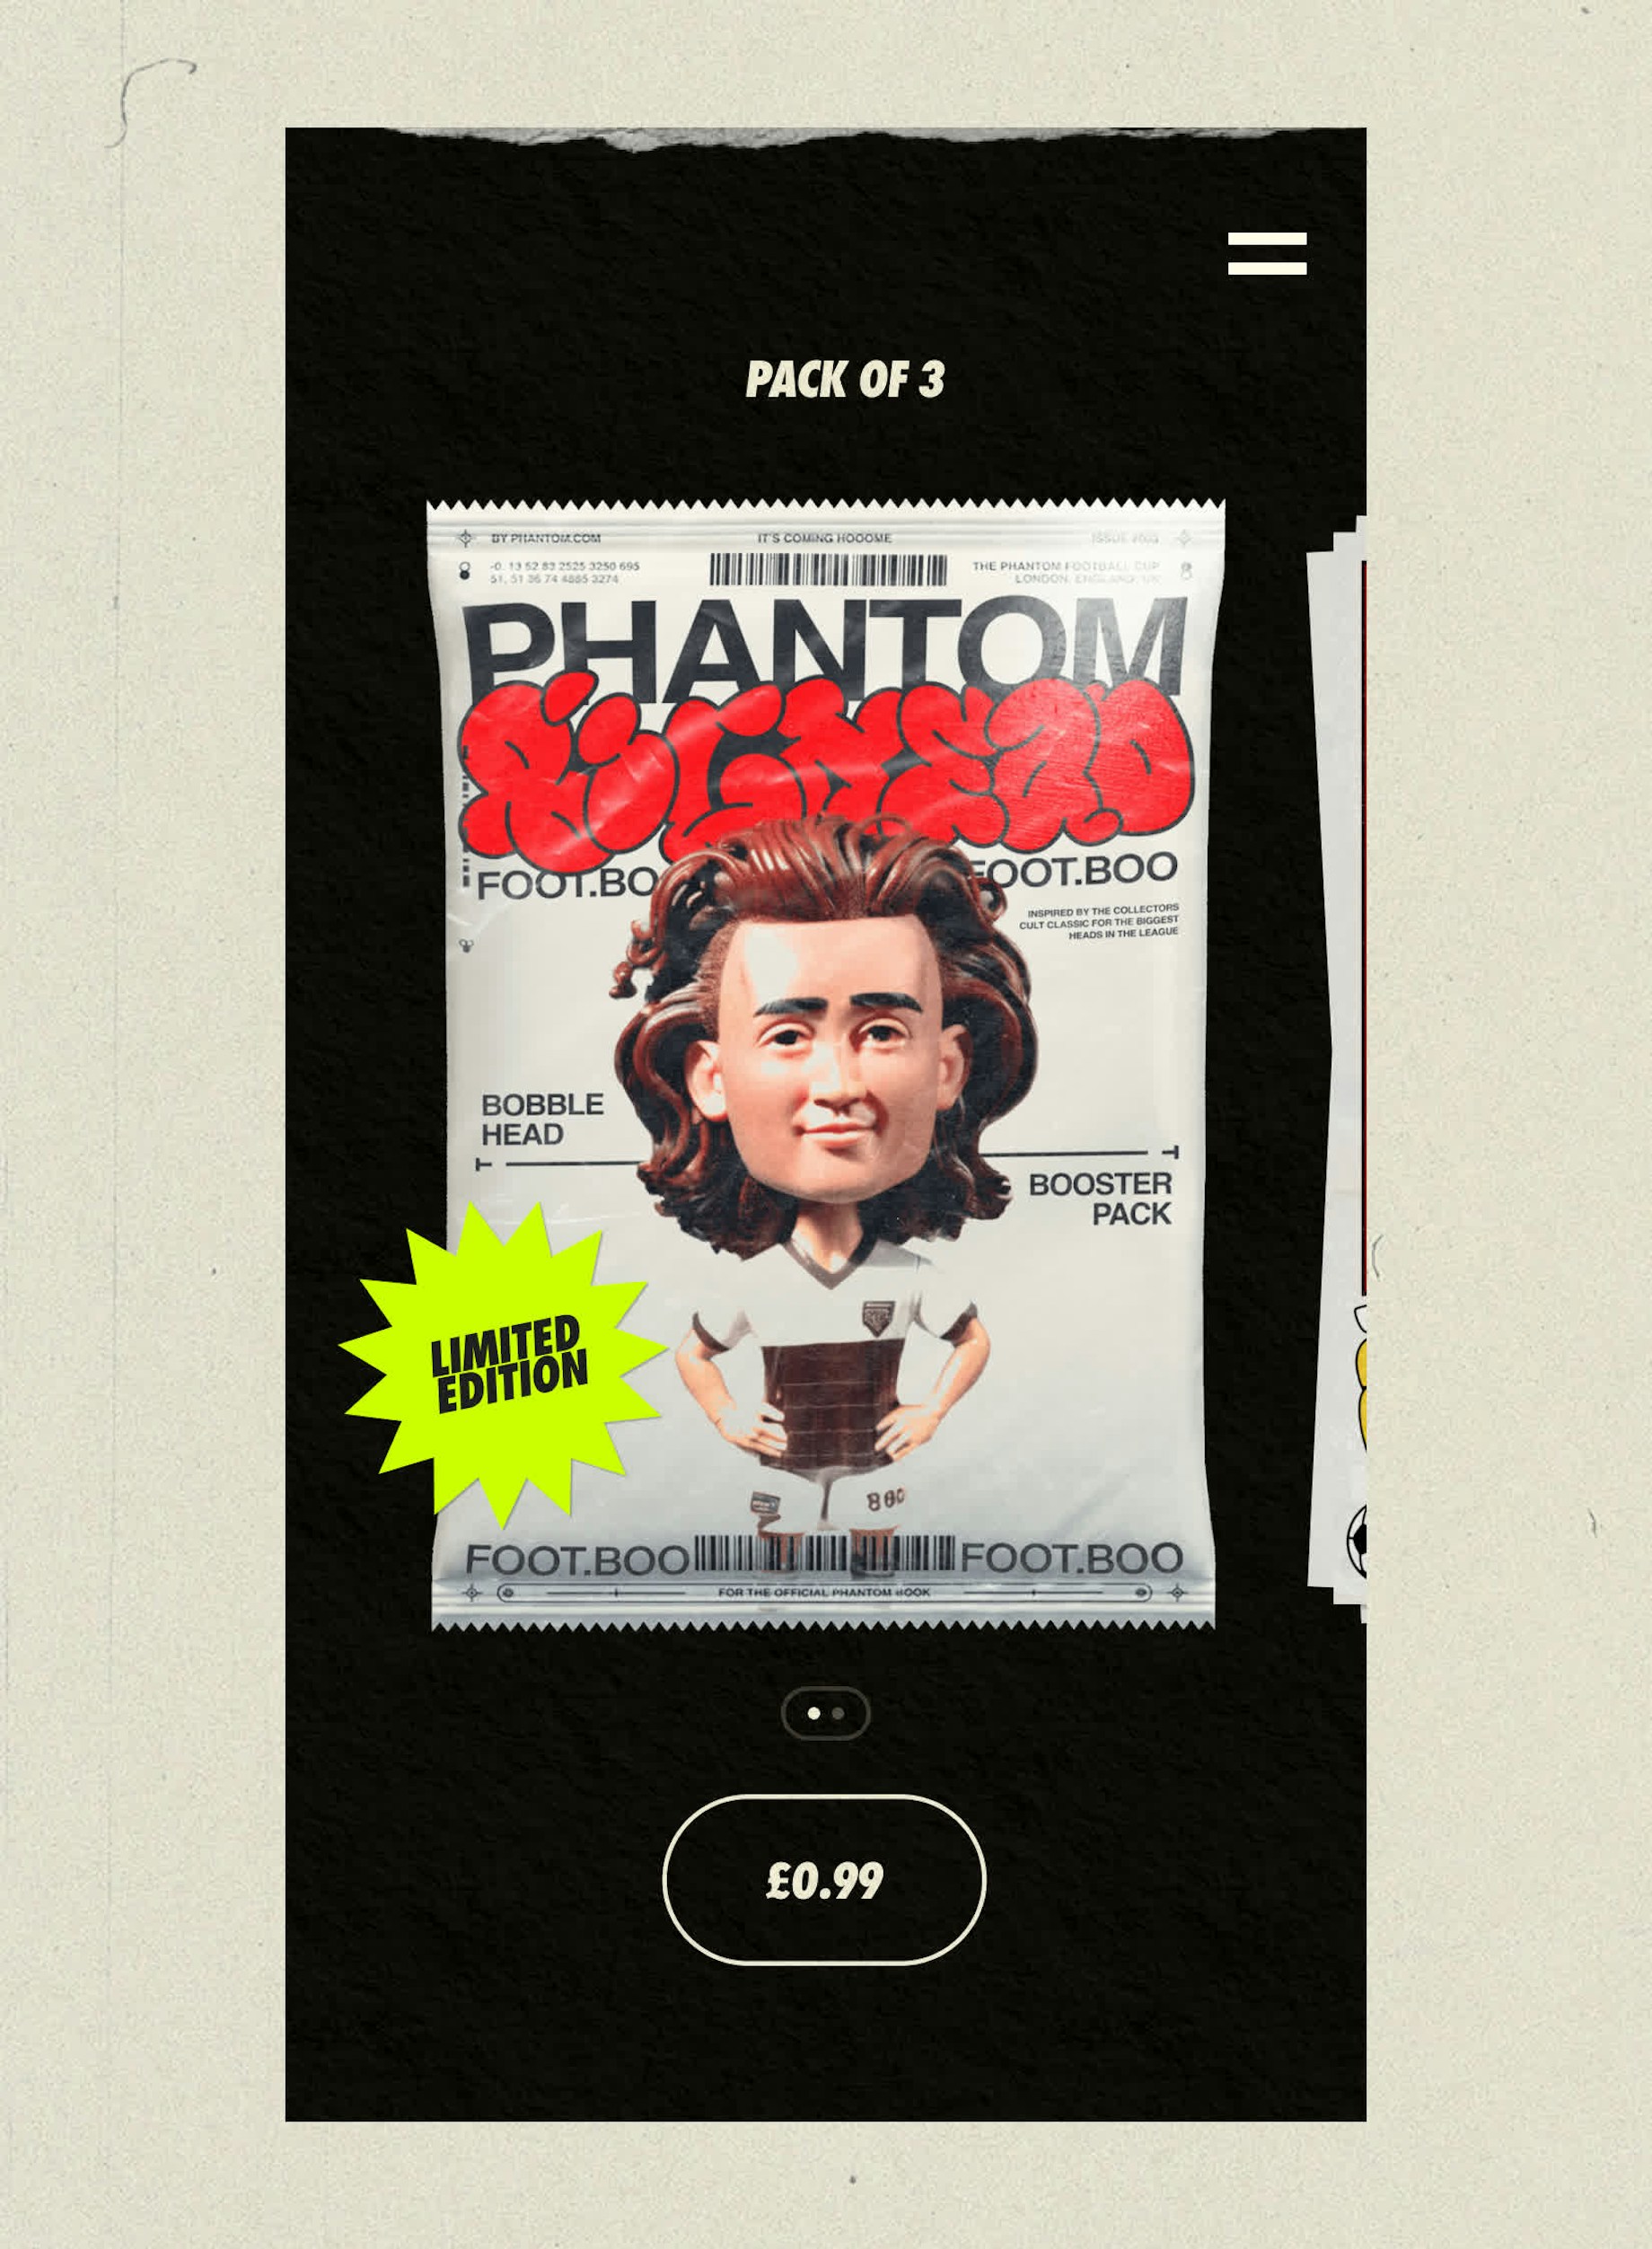 PACK OF 3
BY PHANTOM.COM
IT'S COMING HOOOME
-0. 13 52 83 2525 3250 695
51. 51 36 74 4885 3274
THE PHANTOM FOOTBALL CUP
LONDON, ENGLAND, UK
PHANTOM
BIGHEAD
FOOT.BOO
FOOT.BOO
INSPIRED BY THE COLLECTORS
CULT CLASSIC FOR THE BIGGEST
HEADS IN THE LEAGUE
BOBBLE
HEAD
BOOSTER
PACK
LIMITED
EDITION
FOOT.BOO
FOOT.BOO
FOR THE OFFICIAL PHANTOM BOOK
£0.99